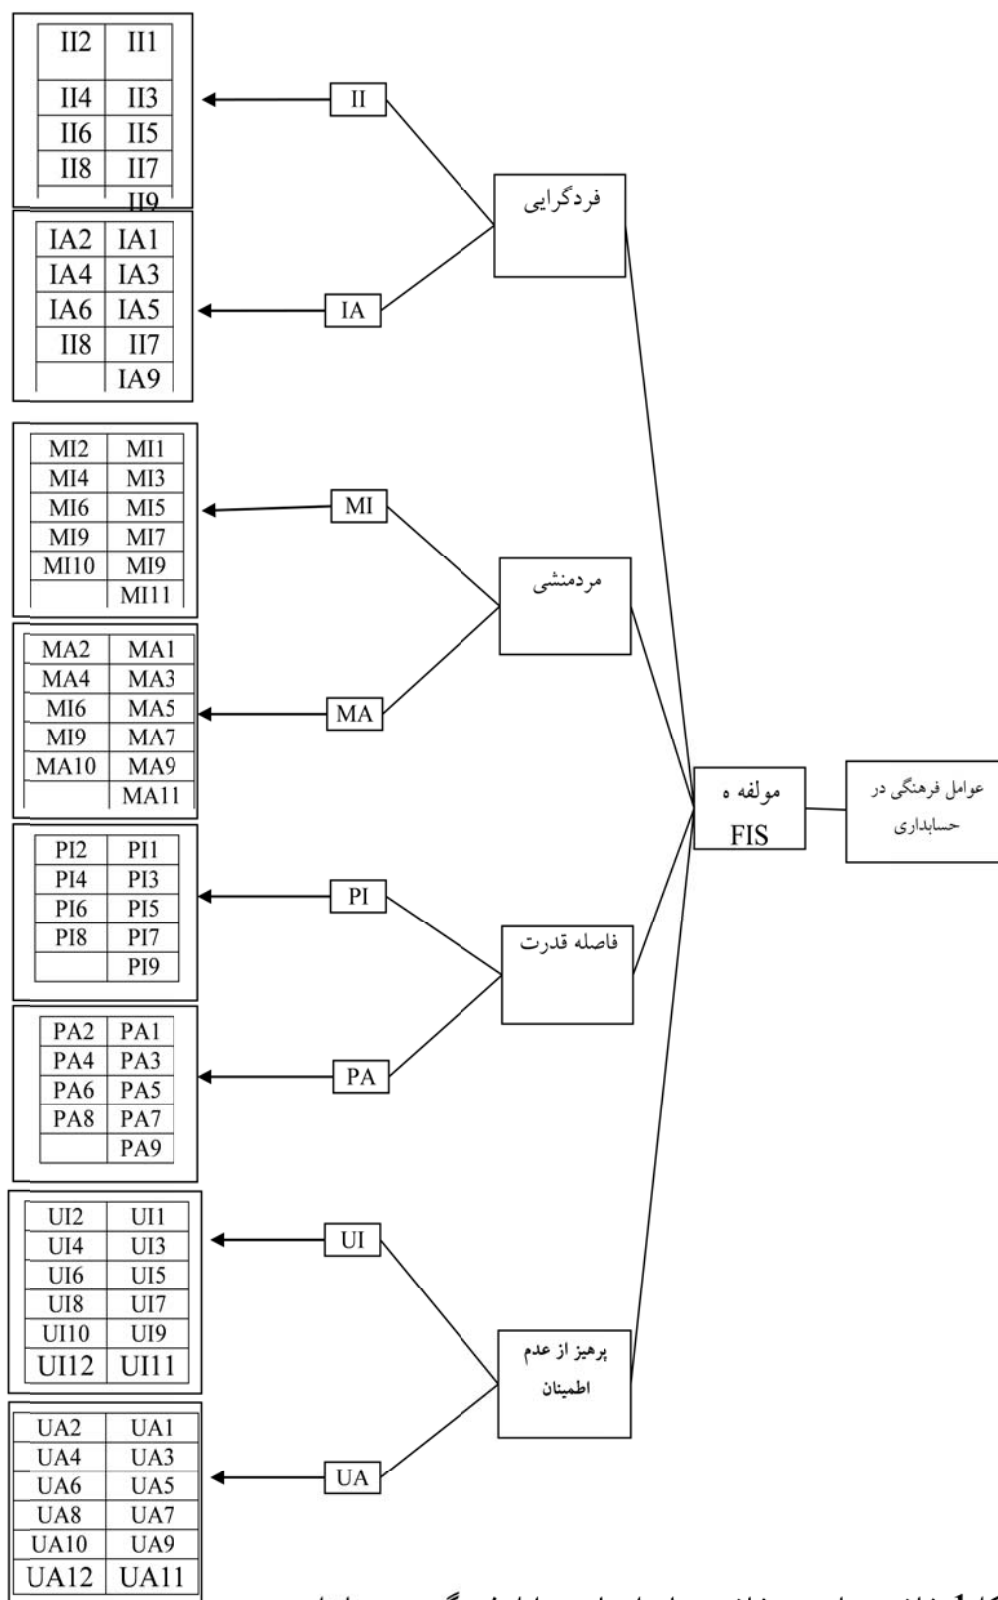 عوامل فرهنگی در
حسابداری
مولفه ه
FIS
فردگرایی
II
II2 II1
II4 II3
II6 II5
II8 II7
II9
IA
IA2 IA1
IA4 IA3
IA6 IA5
II8 II7
IA9
مردمنشی
MI
MI2 MI1
MI4 MI3
MI6 MI5
MI9 MI7
MI10 MI9
MI11
MA
MA2 MA1
MA4 MA3
MI6 MA5
MI9 MA7
MA10 MA9
MA11
فاصله قدرت
PI
PI2 PI1
PI4 PI3
PI6 PI5
PI8 PI7
PI9
PA
PA2 PA1
PA4 PA3
PA6 PA5
PA8 PA7
PA9
پرهیز از عدم
اطمینان
UI
UI2 UI1
UI4 UI3
UI6 UI5
UI8 UI7
UI10 UI9
UI12 UI11
UA
UA2 UA1
UA4 UA3
UA6 UA5
UA8 UA7
UA10 UA9
UA12 UA11